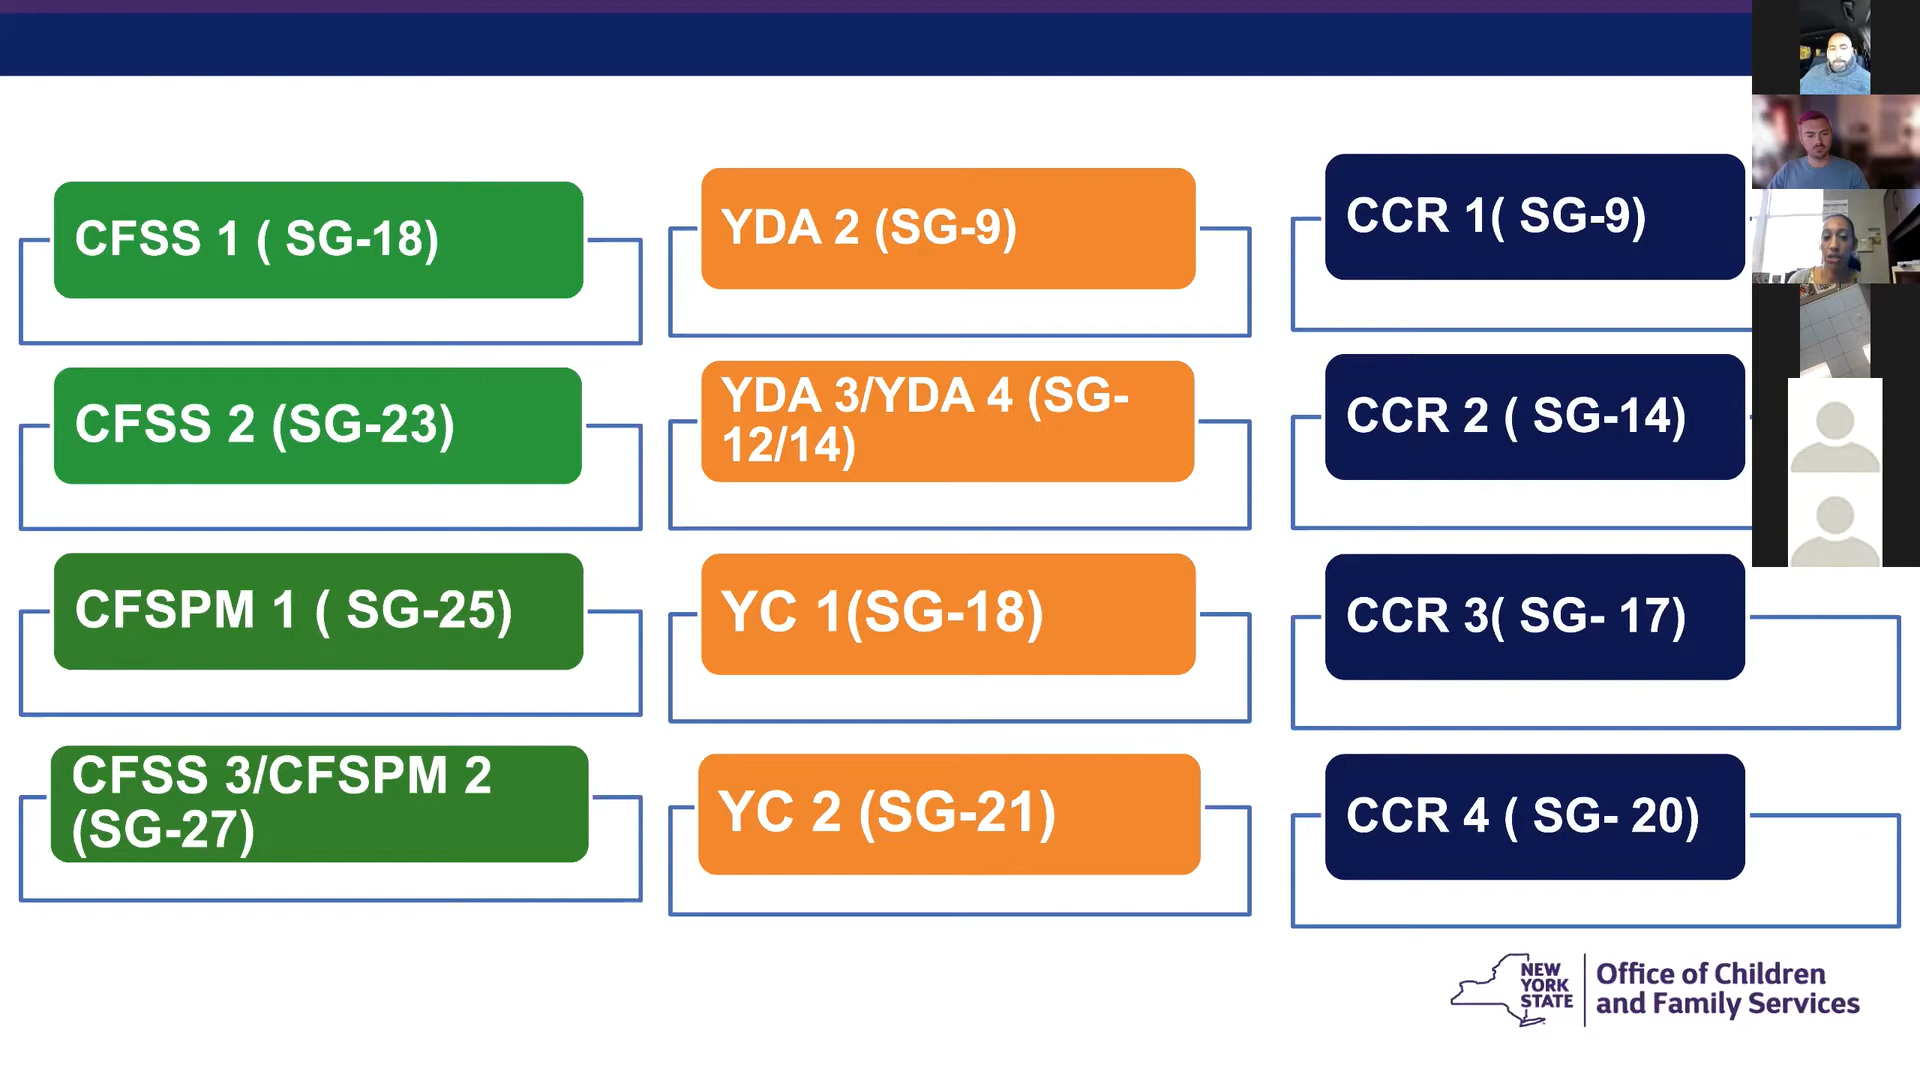 CFSS 1 ( SG-18)
CFSS 2 (SG-23)
CFSPM 1 ( SG-25)
CFSS 3/CFSPM 2
(SG-27)
YDA 2 (SG-9)
YDA 3/YDA 4 (SG-
12/14)
YC 1(SG-18)
YC 2 (SG-21)
CCR 1( SG-9)
CCR 2 ( SG-14)
CCR 3( SG- 17)
CCR 4 ( SG- 20)
NEW
YORK
STATE
Office of Children
and Family Services